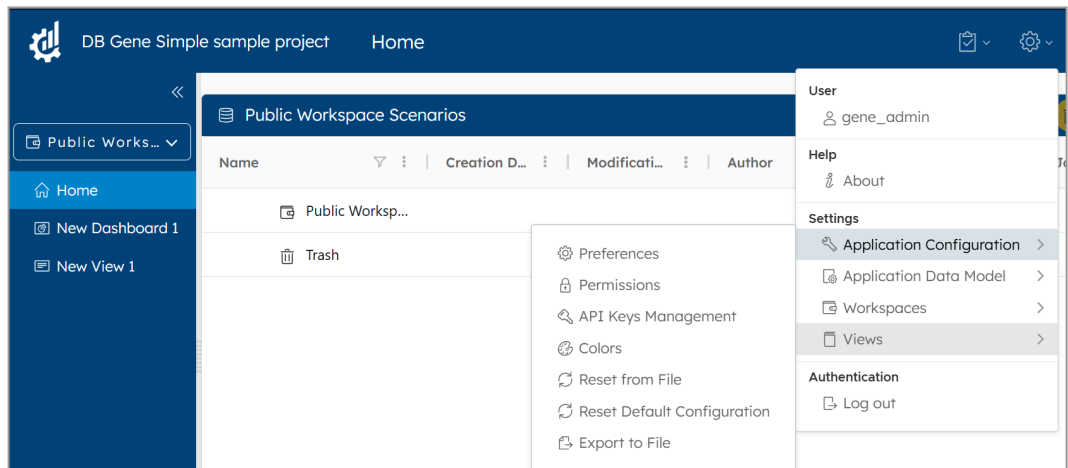 DB Gene Simple sample project Home
Public Works...
Home
New Dashboard 1
New View 1
Public Workspace Scenarios
Name Creation D... Modificati... Author
Public Worksp...
Trash
User
gene_admin
Help
About
Settings
Application Configuration
Application Data Model
Workspaces
Views
Authentication
Log out
Preferences
Permissions
API Keys Management
Colors
Reset from File
Reset Default Configuration
Export to File